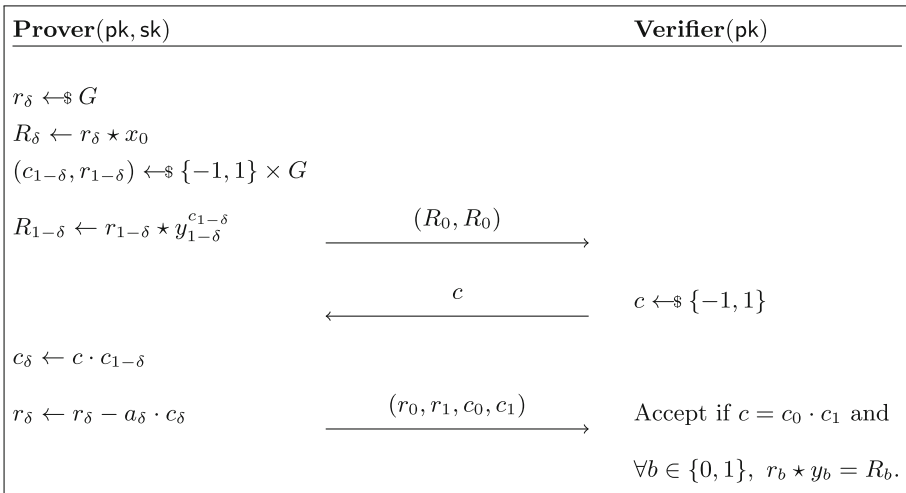 Prover(pk, sk) Verifier(pk)
r_δ ←$ G
R_δ ← r_δ ⋆ x_0
(c_{1−δ}, r_{1−δ}) ←$ {−1, 1} × G
R_{1−δ} ← r_{1−δ} ⋆ y_{1−δ}^{c_{1−δ}} (R_0, R_0)
c c ←$ {−1, 1}
c_δ ← c · c_{1−δ}
r_δ ← r_δ − a_δ · c_δ (r_0, r_1, c_0, c_1) Accept if c = c_0 · c_1 and
∀b ∈ {0, 1}, r_b ⋆ y_b = R_b.